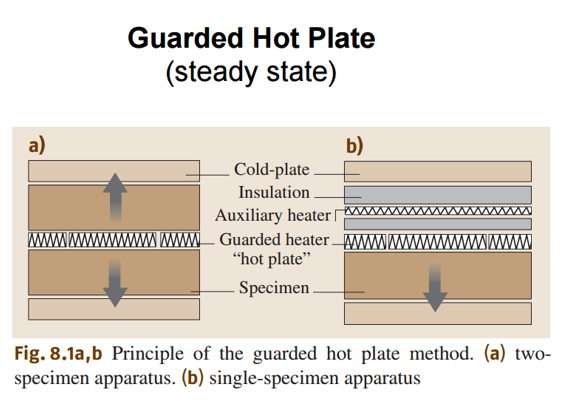 Guarded Hot Plate
(steady state)
a)
b)
Cold-plate
Insulation
Auxiliary heater
Guarded heater
“hot plate”
Specimen
Fig. 8.1a,b Principle of the guarded hot plate method. (a) two-
specimen apparatus. (b) single-specimen apparatus